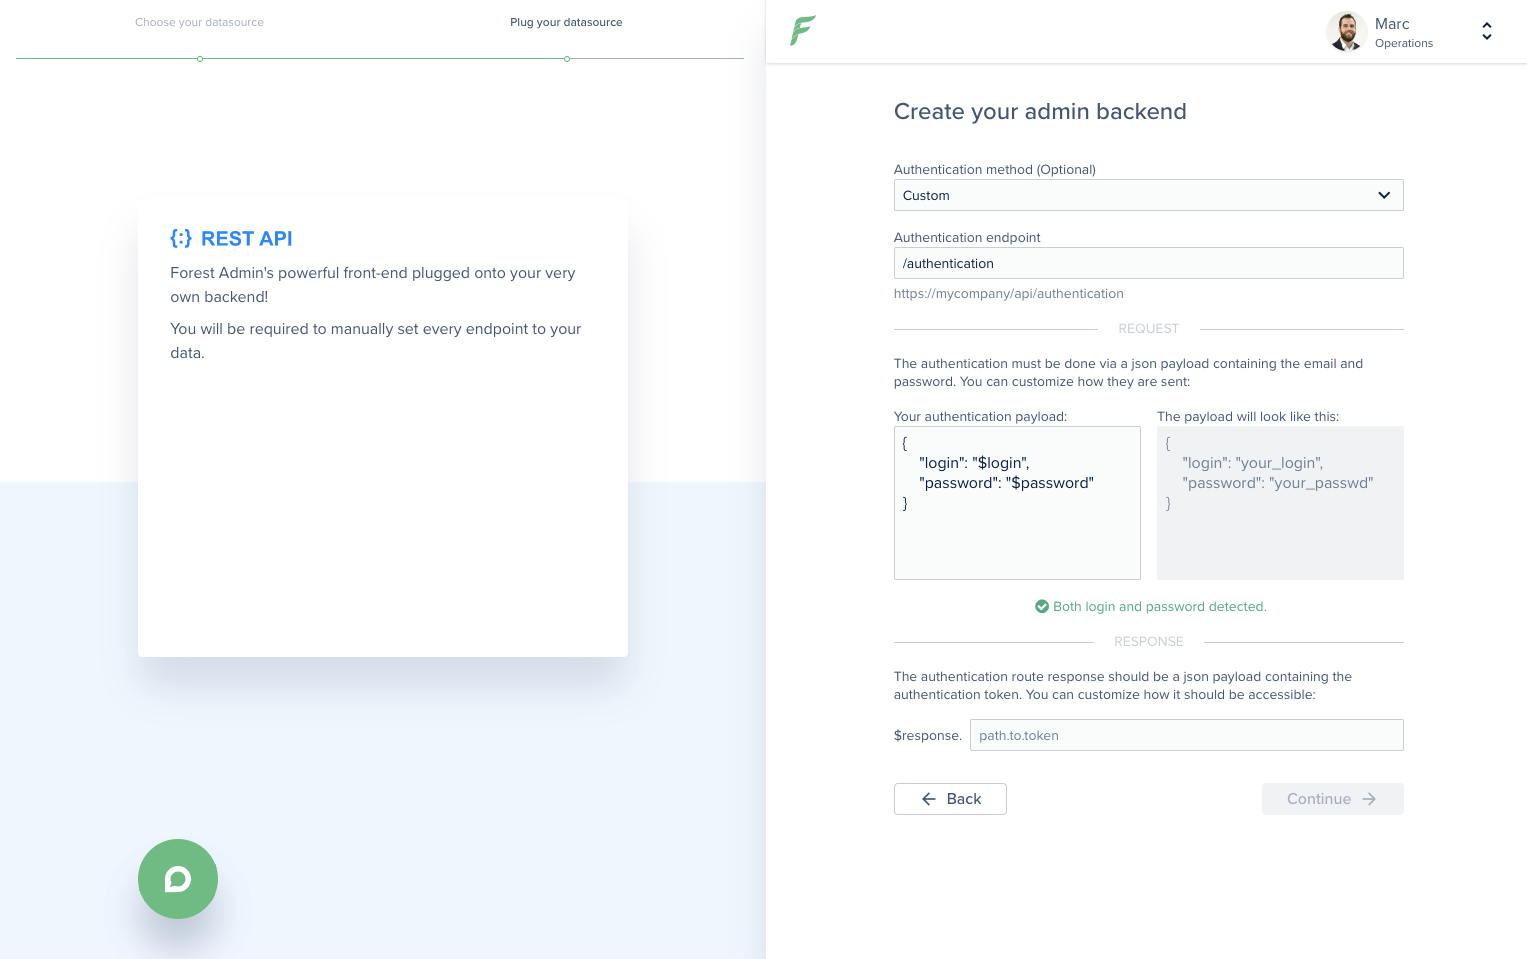 Choose your datasource
Plug your datasource
{:} REST API
Forest Admin's powerful front-end plugged onto your very
own backend!
You will be required to manually set every endpoint to your
data.
Marc
Operations
Create your admin backend
Authentication method (Optional)
Custom
Authentication endpoint
/authentication
https://mycompany/api/authentication
REQUEST
The authentication must be done via a json payload containing the email and
password. You can customize how they are sent:
Your authentication payload:
{
"login": "$login",
"password": "$password"
}
The payload will look like this:
{
"login": "your_login",
"password": "your_passwd"
}
Both login and password detected.
RESPONSE
The authentication route response should be a json payload containing the
authentication token. You can customize how it should be accessible:
$response. path.to.token
Back
Continue